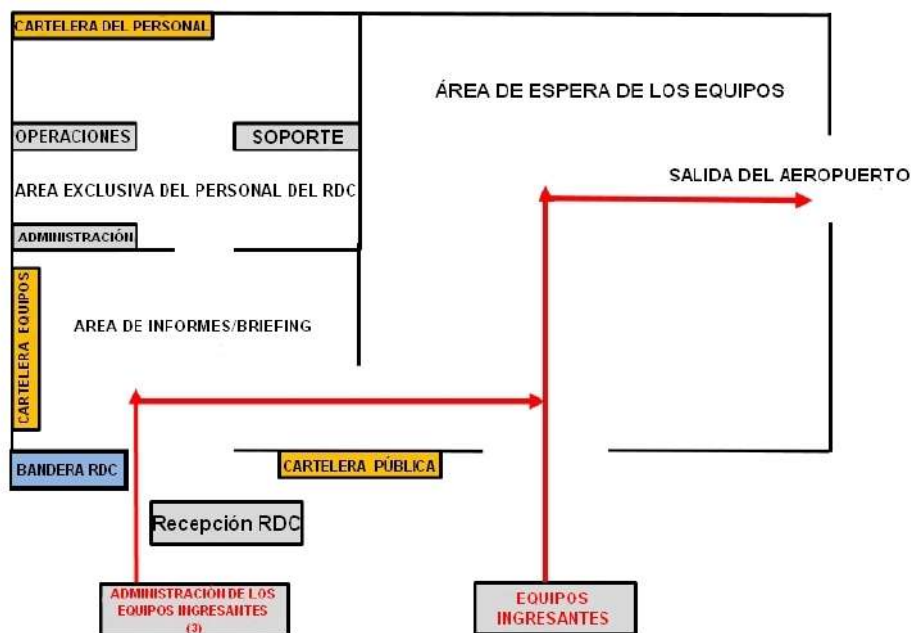 CARTELERA DEL PERSONAL
ÁREA DE ESPERA DE LOS EQUIPOS
OPERACIONES
SOPORTE
AREA EXCLUSIVA DEL PERSONAL DEL RDC
SALIDA DEL AEROPUERTO
ADMINISTRACIÓN
CARTELERA EQUIPOS
AREA DE INFORMES/BRIEFING
BANDERA RDC
CARTELERA PÚBLICA
Recepción RDC
ADMINISTRACIÓN DE LOS
EQUIPOS INGRESANTES
(3)
EQUIPOS
INGRESANTES